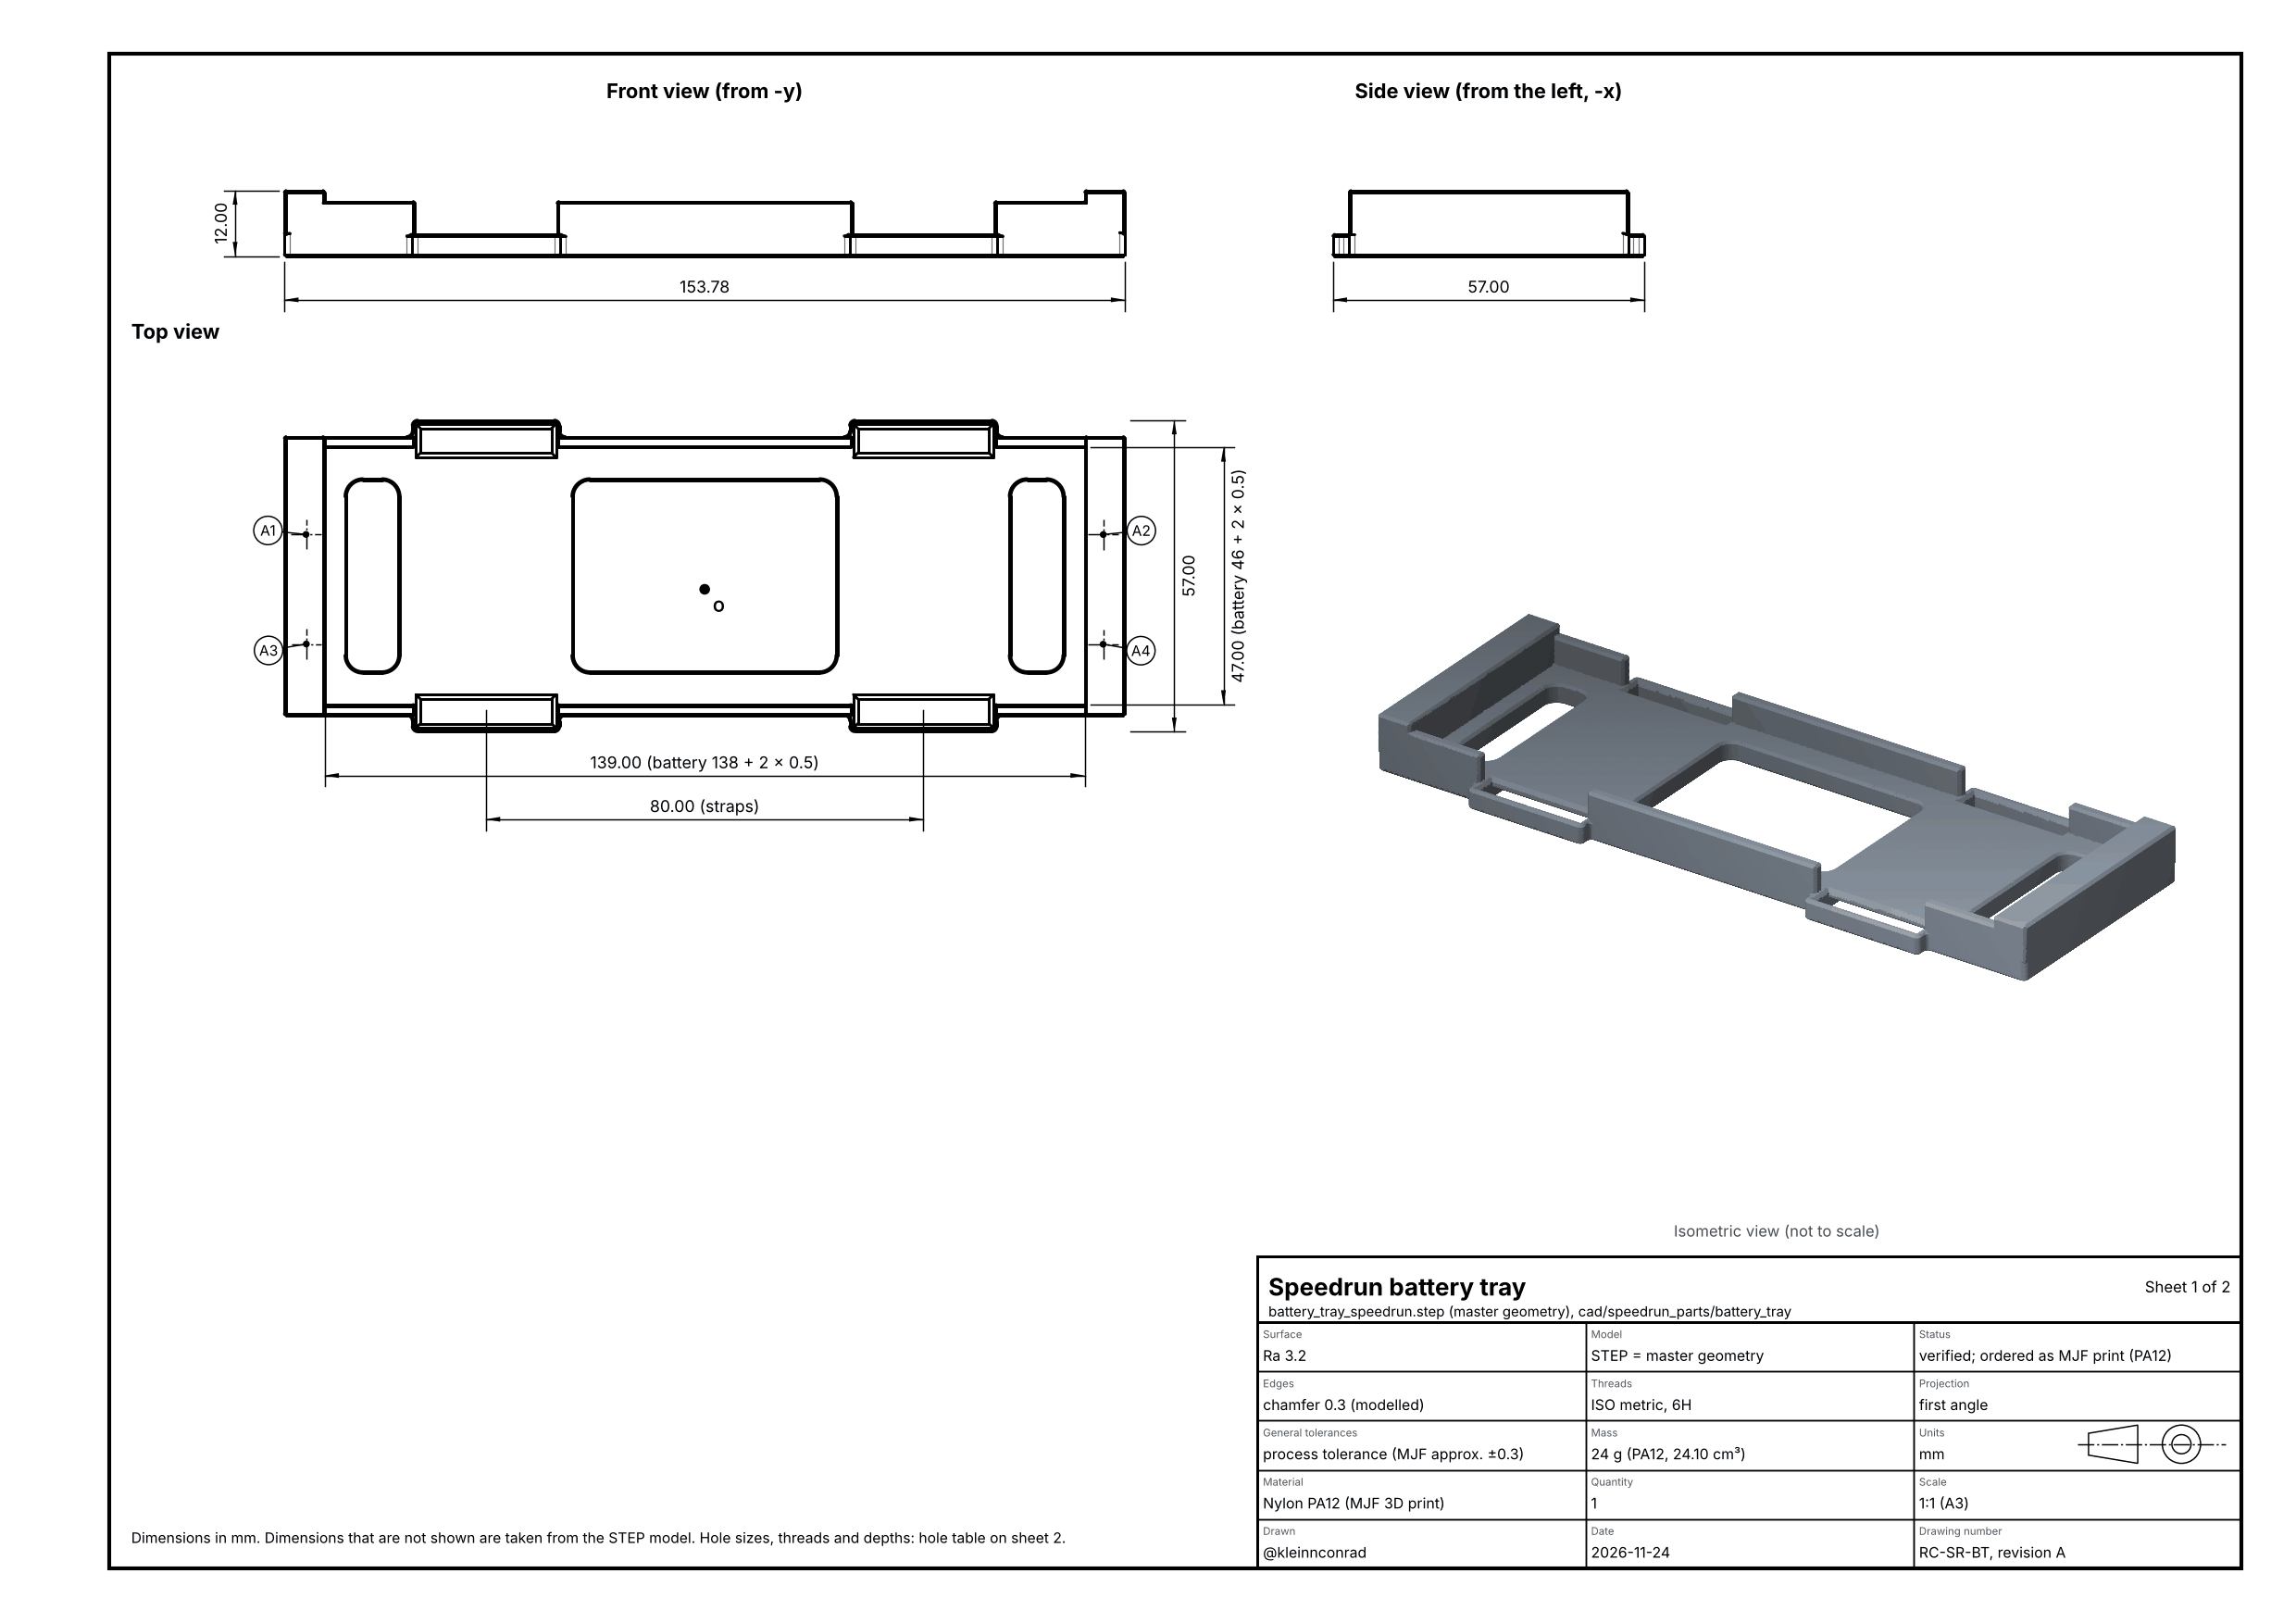 Front view (from -y)
Side view (from the left, -x)
12.00
153.78
57.00
Top view
A1
A2
A3
A4
O
57.00
47.00 (battery 46 + 2 × 0.5)
139.00 (battery 138 + 2 × 0.5)
80.00 (straps)
Isometric view (not to scale)
Speedrun battery tray
Sheet 1 of 2
battery_tray_speedrun.step (master geometry), cad/speedrun_parts/battery_tray
Surface
Ra 3.2
Model
STEP = master geometry
Status
verified; ordered as MJF print (PA12)
Edges
chamfer 0.3 (modelled)
Threads
ISO metric, 6H
Projection
first angle
General tolerances
process tolerance (MJF approx. ±0.3)
Mass
24 g (PA12, 24.10 cm³)
Units
mm
Material
Nylon PA12 (MJF 3D print)
Quantity
1
Scale
1:1 (A3)
Drawn
@kleinnconrad
Date
2026-11-24
Drawing number
RC-SR-BT, revision A
Dimensions in mm. Dimensions that are not shown are taken from the STEP model. Hole sizes, threads and depths: hole table on sheet 2.